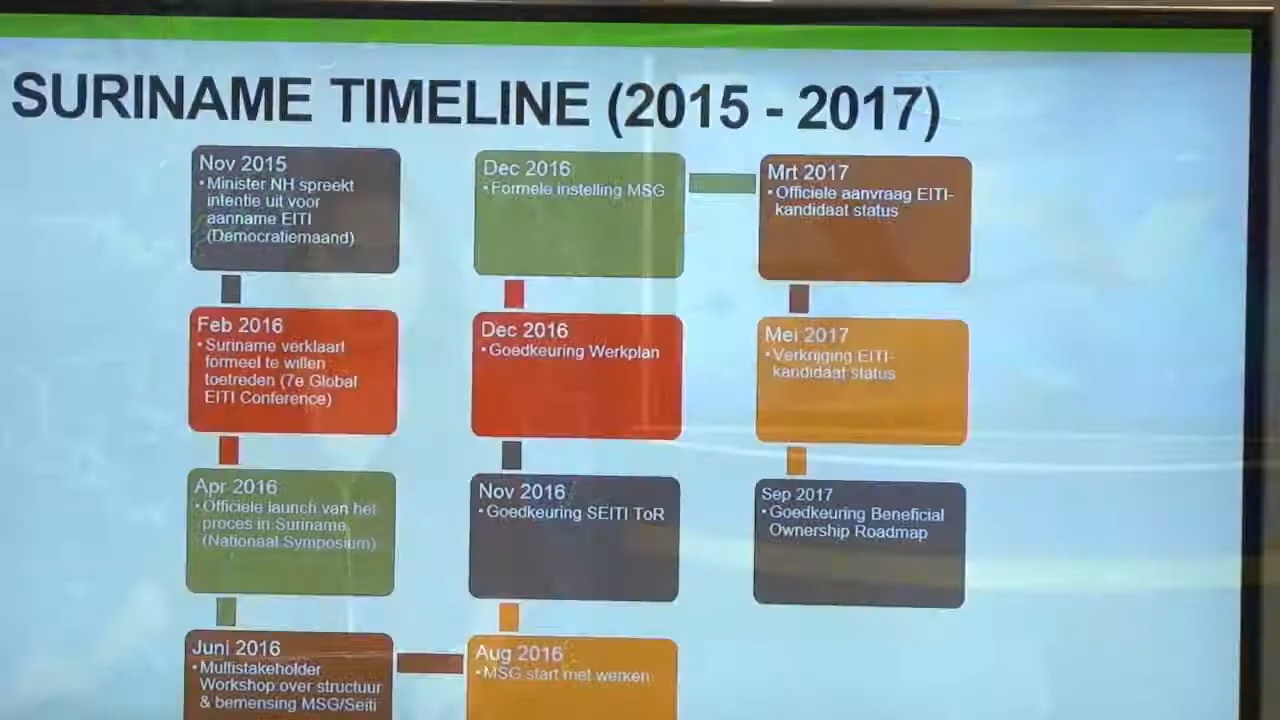 SURINAME TIMELINE (2015 - 2017)
Nov 2015
• Minister NH spreekt
intentie uit voor
aanname EITI
(Democratiemaand)
Feb 2016
• Suriname verklaart
formeel te willen
toetreden (7e Global
EITI Conference)
Apr 2016
• Officiele launch van het
proces in Suriname
(Nationaal Symposium)
Juni 2016
• Multistakeholder
Workshop over structuur
& bemensing MSG/Seiti
Aug 2016
• MSG start met werken
Nov 2016
• Goedkeuring SEITI ToR
Dec 2016
• Goedkeuring Werkplan
Dec 2016
• Formele instelling MSG
Mrt 2017
• Officiele aanvraag EITI-
kandidaat status
Mei 2017
• Verkrijging EITI-
kandidaat status
Sep 2017
• Goedkeuring Beneficial
Ownership Roadmap